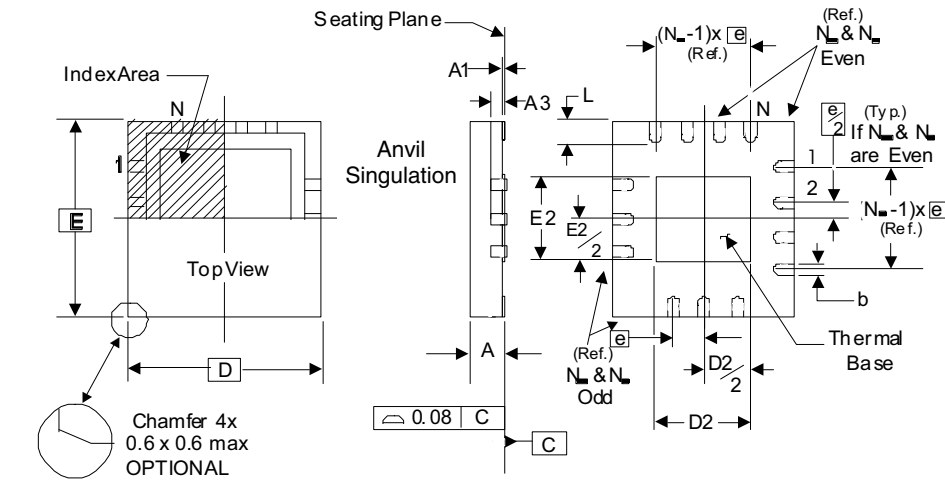 Seating Plane
Index Area
N
1
E
Top View
D
Chamfer 4x
0.6 x 0.6 max
OPTIONAL
Anvil
Singulation
A1
A3
A
0.08 C
C
L
(N -1)x e
(Ref.)
(Ref.)
N & N
Even
N
e
2
(Typ.)
If N & N
are Even
1
2
(N -1)x e
(Ref.)
b
E2
E2
2
Thermal
Base
e
(Ref.)
N & N
Odd
D2
2
D2